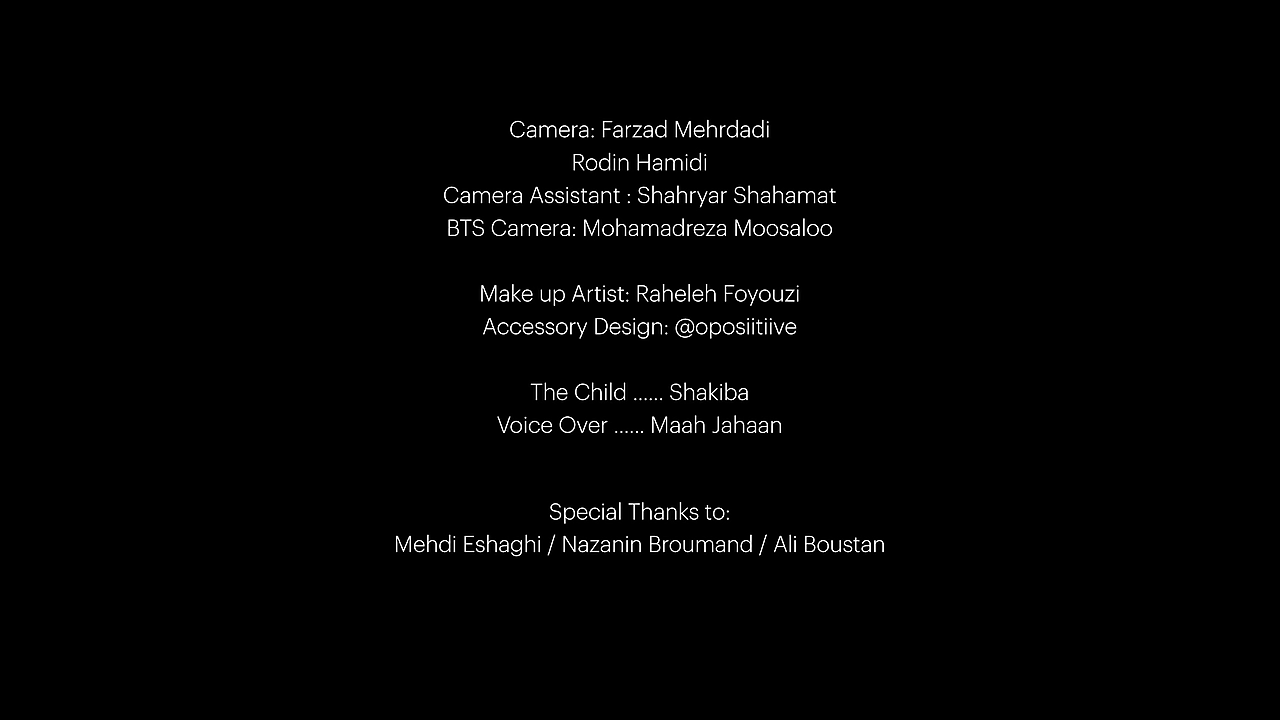 Camera: Farzad Mehrdadi
Rodin Hamidi
Camera Assistant : Shahryar Shahamat
BTS Camera: Mohamadreza Moosaloo
Make up Artist: Raheleh Foyouzi
Accessory Design: @oposiitiive
The Child ...... Shakiba
Voice Over ...... Maah Jahaan
Special Thanks to:
Mehdi Eshaghi / Nazanin Broumand / Ali Boustan